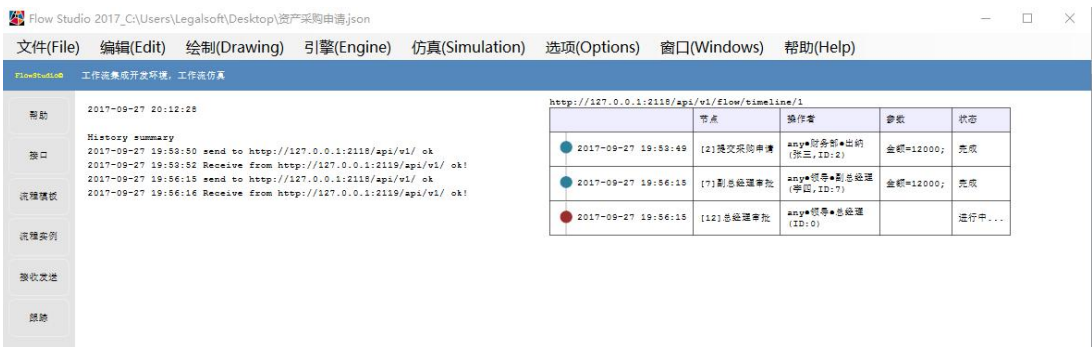 Flow Studio 2017_C:\Users\Legalsoft\Desktop\资产采购申请.json
文件(File) 编辑(Edit) 绘制(Drawing) 引擎(Engine) 仿真(Simulation) 选项(Options) 窗口(Windows) 帮助(Help)
FlowStudio® 工作流集成开发环境，工作流仿真
帮助
接口
流程模板
流程实例
接收发送
跟踪
2017-09-27 20:12:28
History summary
2017-09-27 19:53:50 send to http://127.0.0.1:2118/api/v1/ ok
2017-09-27 19:53:52 Receive from http://127.0.0.1:2119/api/v1/ ok!
2017-09-27 19:56:15 send to http://127.0.0.1:2118/api/v1/ ok
2017-09-27 19:56:16 Receive from http://127.0.0.1:2119/api/v1/ ok!
http://127.0.0.1:2118/api/v1/flow/timeline/1
节点 操作者 参数 状态
2017-09-27 19:53:49 [2]提交采购申请 any●财务部●出纳 金额=12000; 完成
(张三,ID:2)
2017-09-27 19:56:15 [7]副总经理审批 any●领导●副总经理 金额=12000; 完成
(李四,ID:7)
2017-09-27 19:56:15 [12]总经理审批 any●领导●总经理 进行中...
(ID:0)